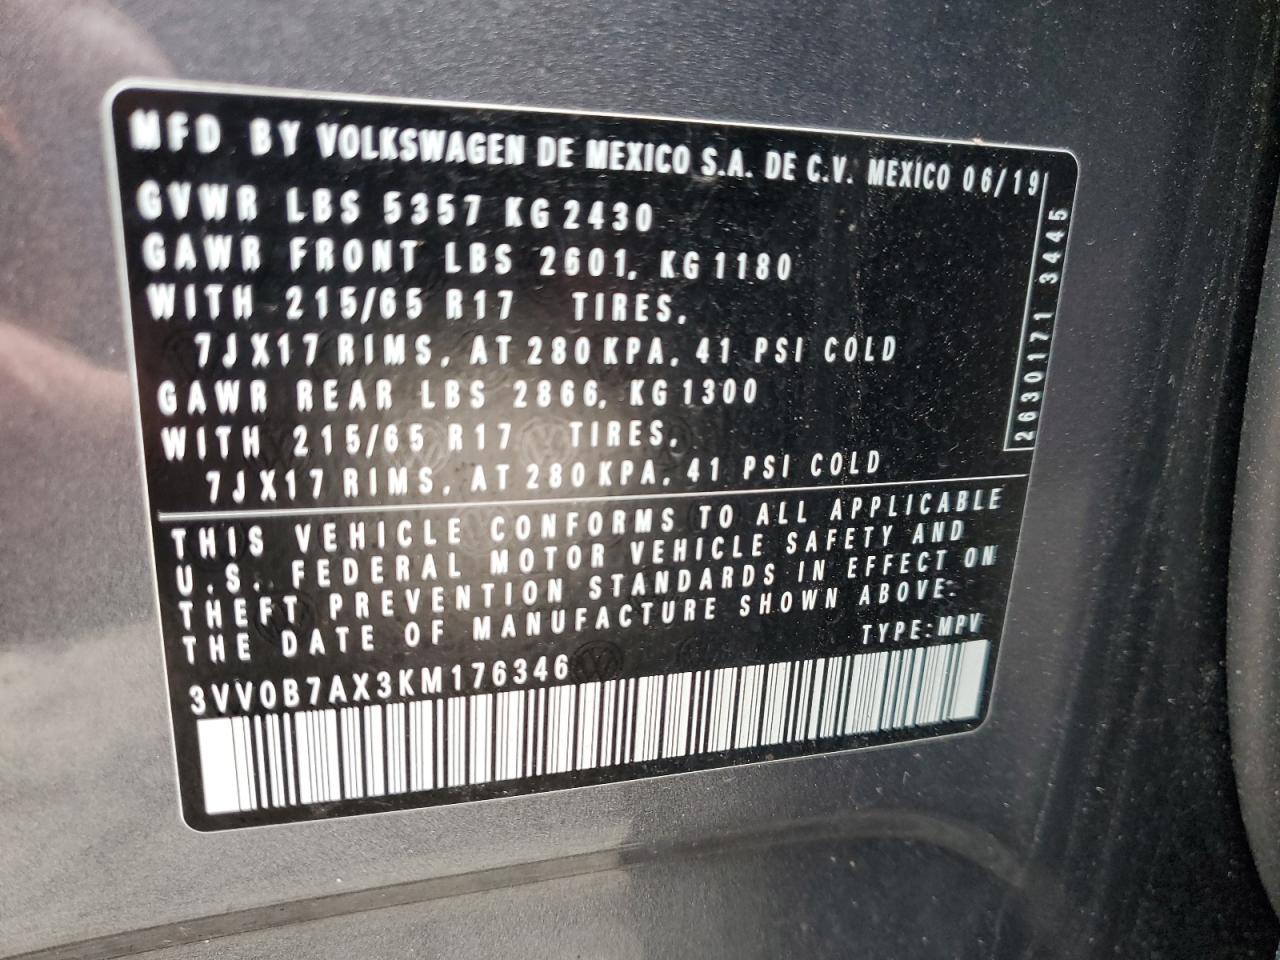 MFD BY VOLKSWAGEN DE MEXICO S.A. DE C.V. MEXICO 06/19
GVWR LBS 5357 KG 2430
GAWR FRONT LBS 2601, KG 1180
WITH 215/65 R17 TIRES,
7JX17 RIMS, AT 280 KPA, 41 PSI COLD
GAWR REAR LBS 2866, KG 1300
WITH 215/65 R17 TIRES,
7JX17 RIMS, AT 280 KPA, 41 PSI COLD
2630171 3445
THIS VEHICLE CONFORMS TO ALL APPLICABLE
U.S. FEDERAL MOTOR VEHICLE SAFETY AND
THEFT PREVENTION STANDARDS IN EFFECT ON
THE DATE OF MANUFACTURE SHOWN ABOVE.
TYPE: MPV
3VV0B7AX3KM176346